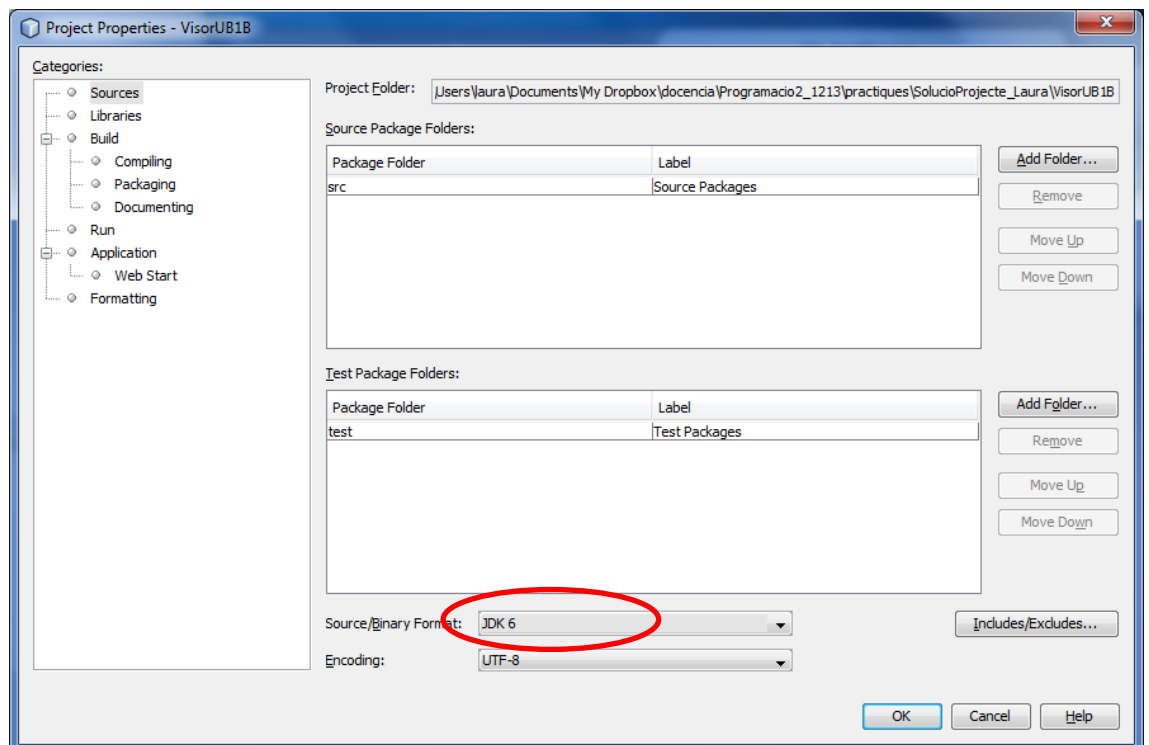 Project Properties - VisorUB1B
x
Categories:
Sources
Libraries
Build
Compiling
Packaging
Documenting
Run
Application
Web Start
Formatting
Project Folder: Users\laura\Documents\My Dropbox\docencia\Programacio2_1213\practiques\SolucioProjecte_Laura\VisorUB1B
Source Package Folders:
Package Folder Label
src Source Packages
Add Folder...
Remove
Move Up
Move Down
Test Package Folders:
Package Folder Label
test Test Packages
Add Folder...
Remove
Move Up
Move Down
Source/Binary Format: JDK 6
Includes/Excludes...
Encoding: UTF-8
OK Cancel Help